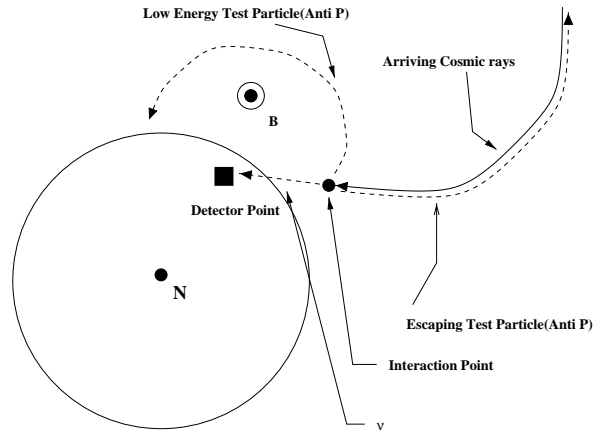 Low Energy Test Particle(Anti P)
Arriving Cosmic rays
B
Detector Point
N
Escaping Test Particle(Anti P)
Interaction Point
ν